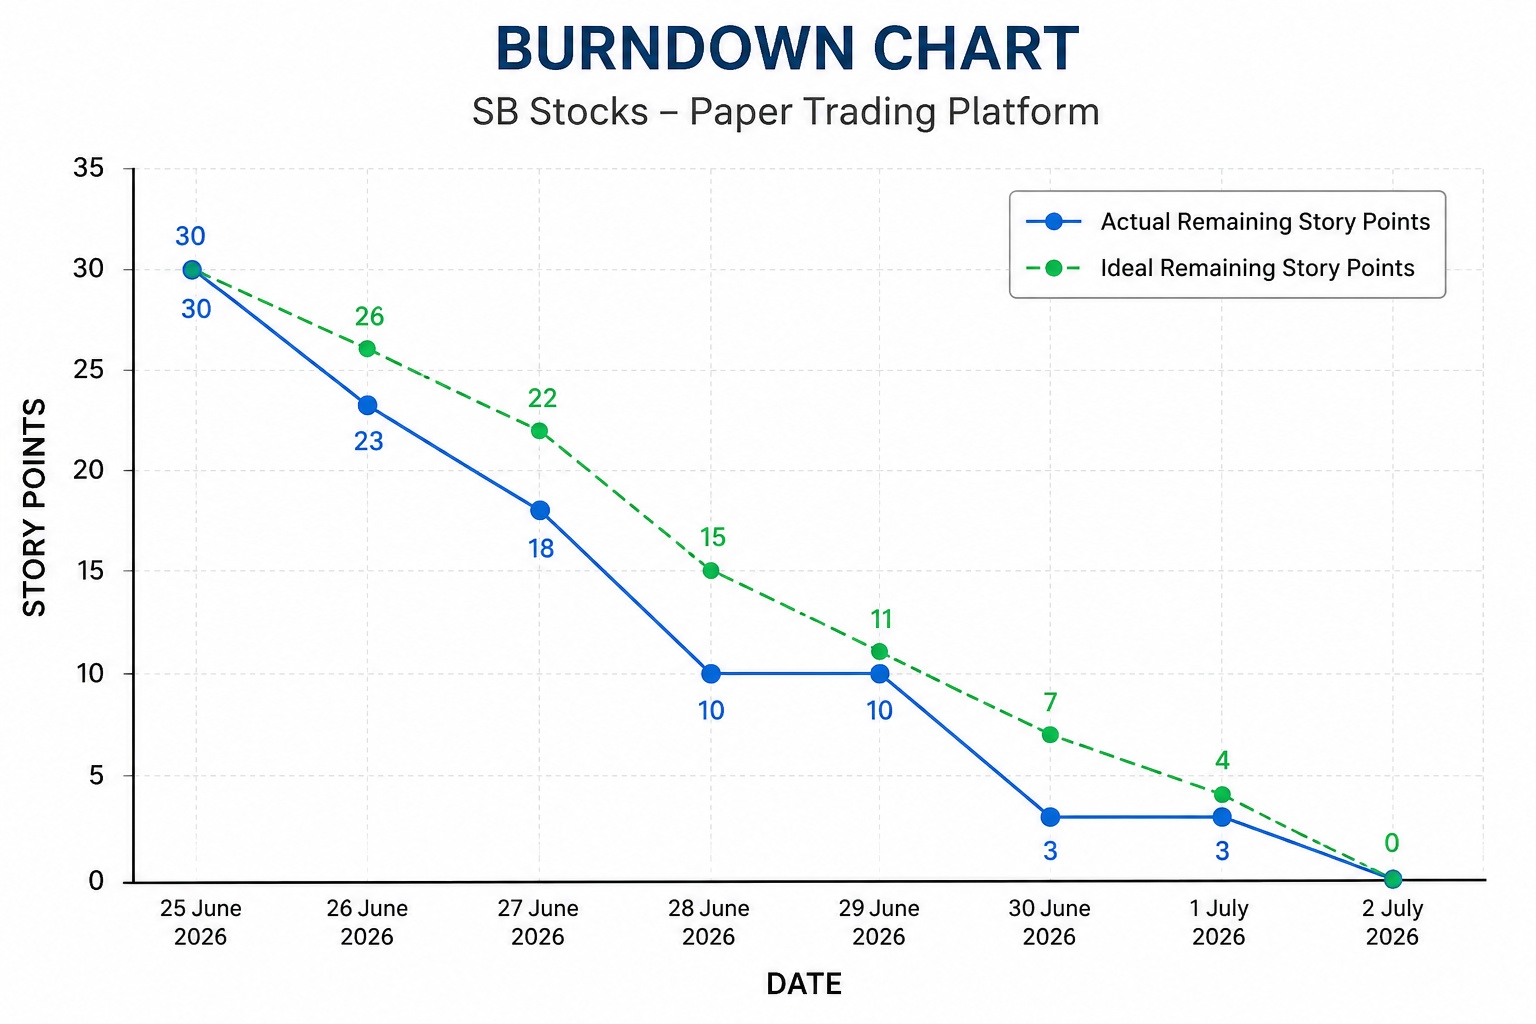 BURNDOWN CHART
SB Stocks – Paper Trading Platform
35
30
25
20
15
10
5
0
STORY POINTS
Actual Remaining Story Points
Ideal Remaining Story Points
30
30
26
23
22
18
15
10
11
10
7
3
4
3
0
25 June
2026
26 June
2026
27 June
2026
28 June
2026
29 June
2026
30 June
2026
1 July
2026
2 July
2026
DATE